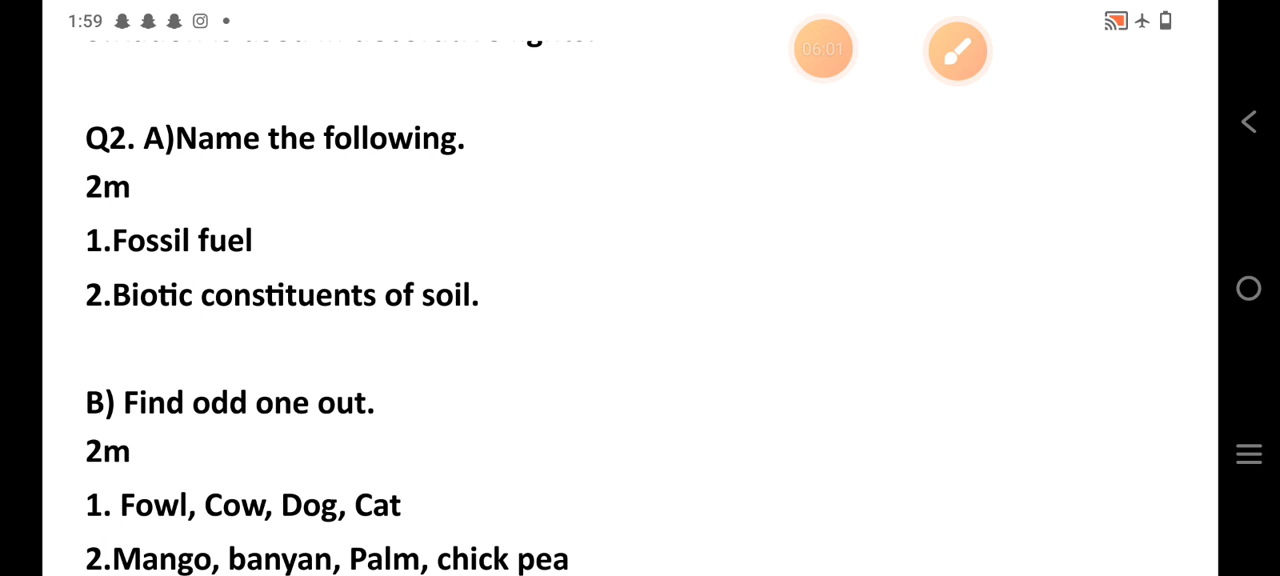 1:59
06:01
Q2. A)Name the following.
2m
1.Fossil fuel
2.Biotic constituents of soil.
B) Find odd one out.
2m
1. Fowl, Cow, Dog, Cat
2.Mango, banyan, Palm, chick pea